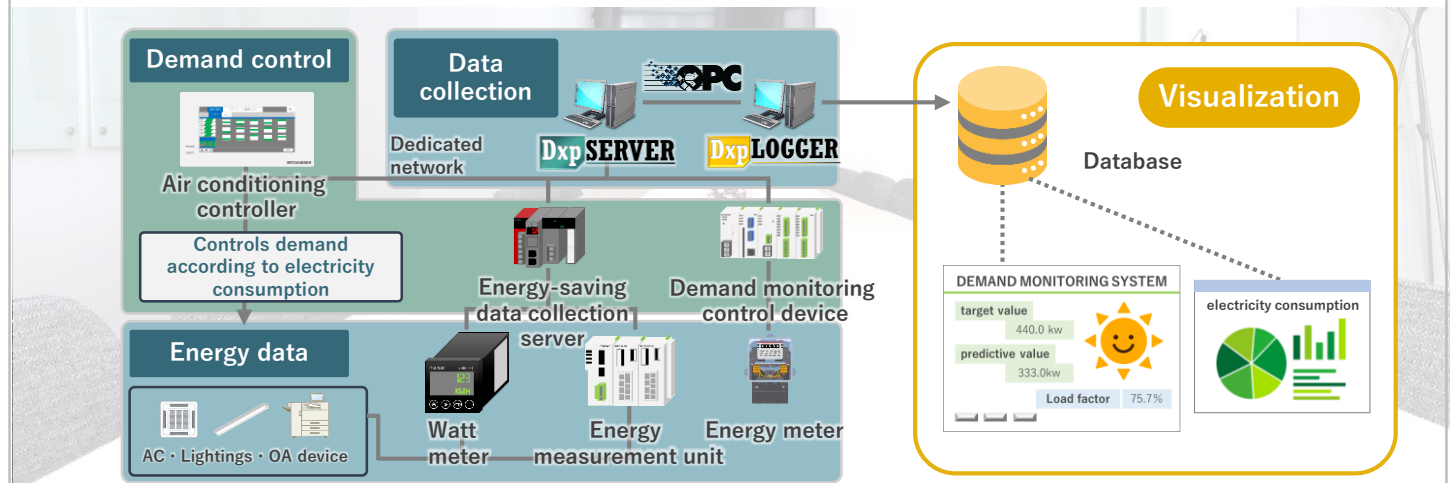 Demand control
Air conditioning
controller
Controls demand
according to electricity
consumption
Data
collection
OPC
Dedicated
network
DxpSERVER
DxpLOGGER
Energy-saving
data collection
server
Demand monitoring
control device
Energy data
AC・Lightings・OA device
Watt
meter
Energy
measurement unit
Energy meter
Visualization
Database
DEMAND MONITORING SYSTEM
target value
440.0 kw
predictive value
333.0kw
Load factor 75.7%
electricity consumption